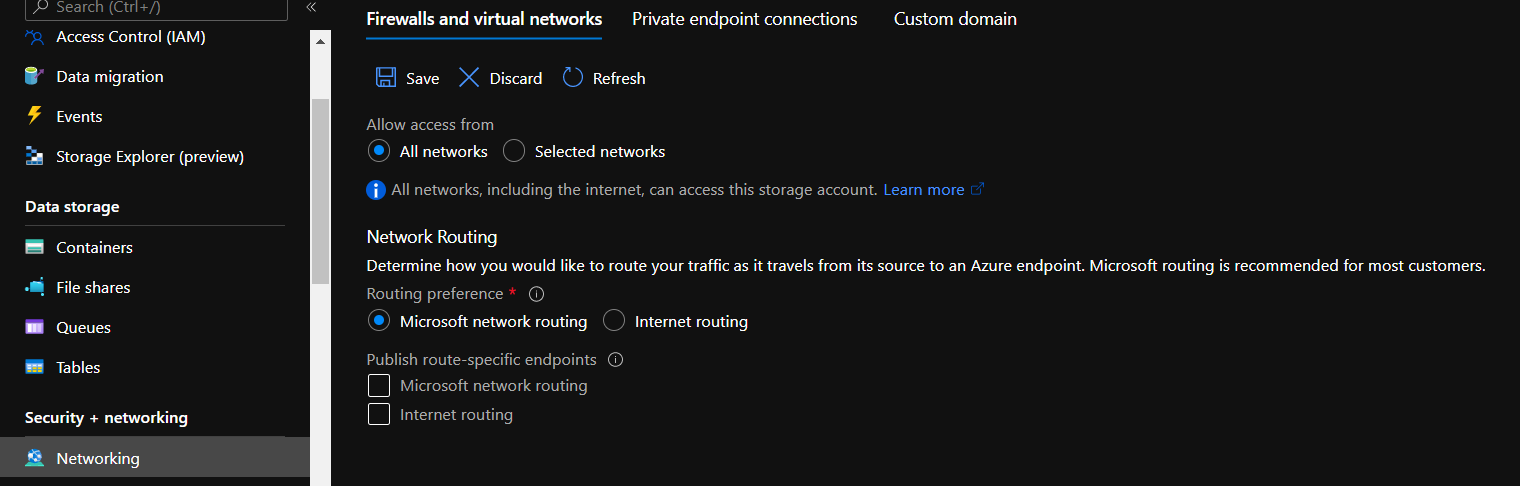 Search (Ctrl+/)
«
Access Control (IAM)
Data migration
Events
Storage Explorer (preview)
Data storage
Containers
File shares
Queues
Tables
Security + networking
Networking
Firewalls and virtual networks Private endpoint connections Custom domain
Save Discard Refresh
Allow access from
All networks Selected networks
All networks, including the internet, can access this storage account. Learn more
Network Routing
Determine how you would like to route your traffic as it travels from its source to an Azure endpoint. Microsoft routing is recommended for most customers.
Routing preference *
Microsoft network routing Internet routing
Publish route-specific endpoints
Microsoft network routing
Internet routing